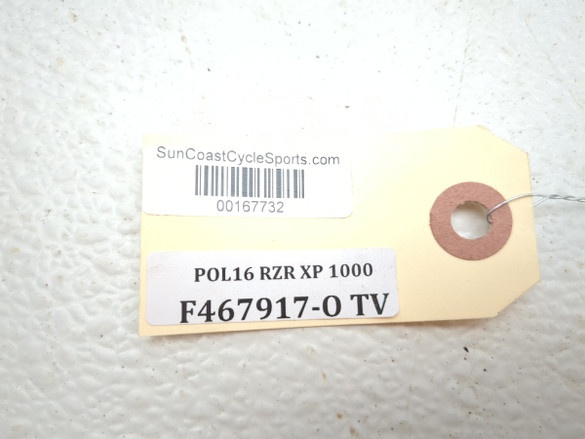 SunCoastCycleSports.com
00167732
POL16 RZR XP 1000
F467917-O TV